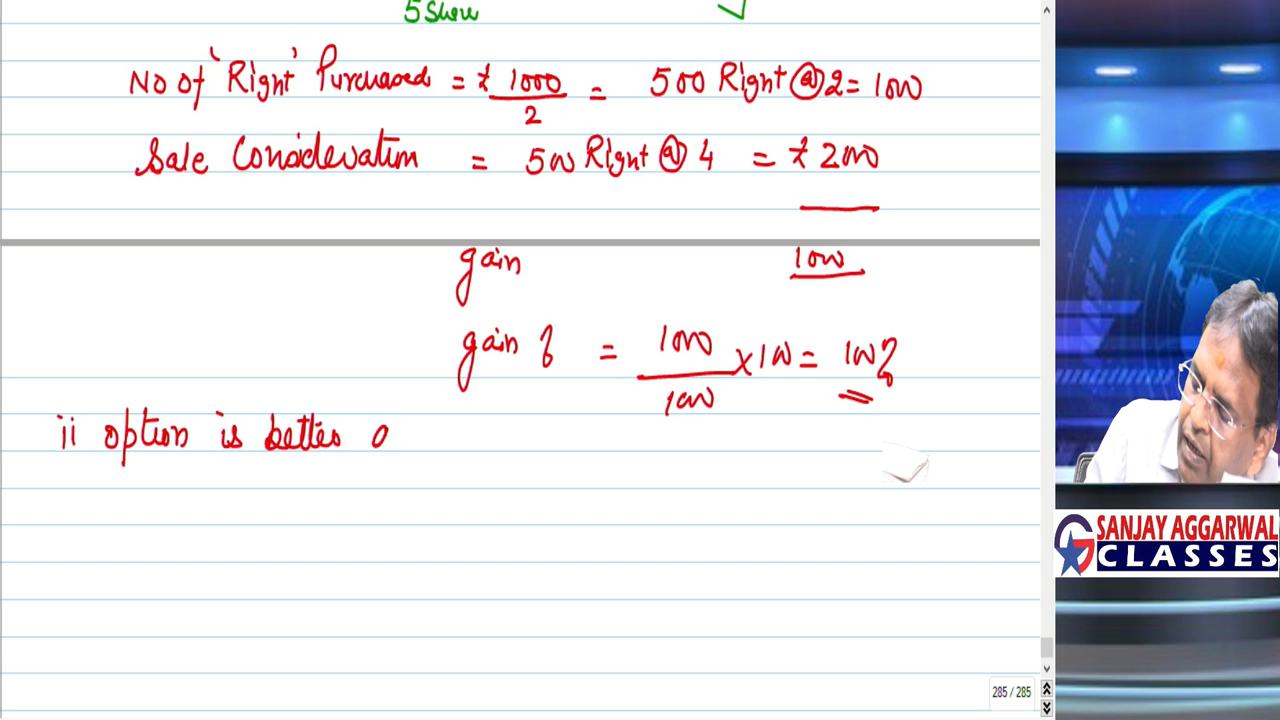 5 Share
No of 'Right' Purchased = ₹ 1000 / 2 = 500 Right @ 2 = 1000
Sale Consideration = 500 Right @ 4 = ₹ 2000
gain 1000
gain % = 1000 / 1000 × 100 = 100%
ii option is better o
285 / 285
SANJAY AGGARWAL
CLASSES